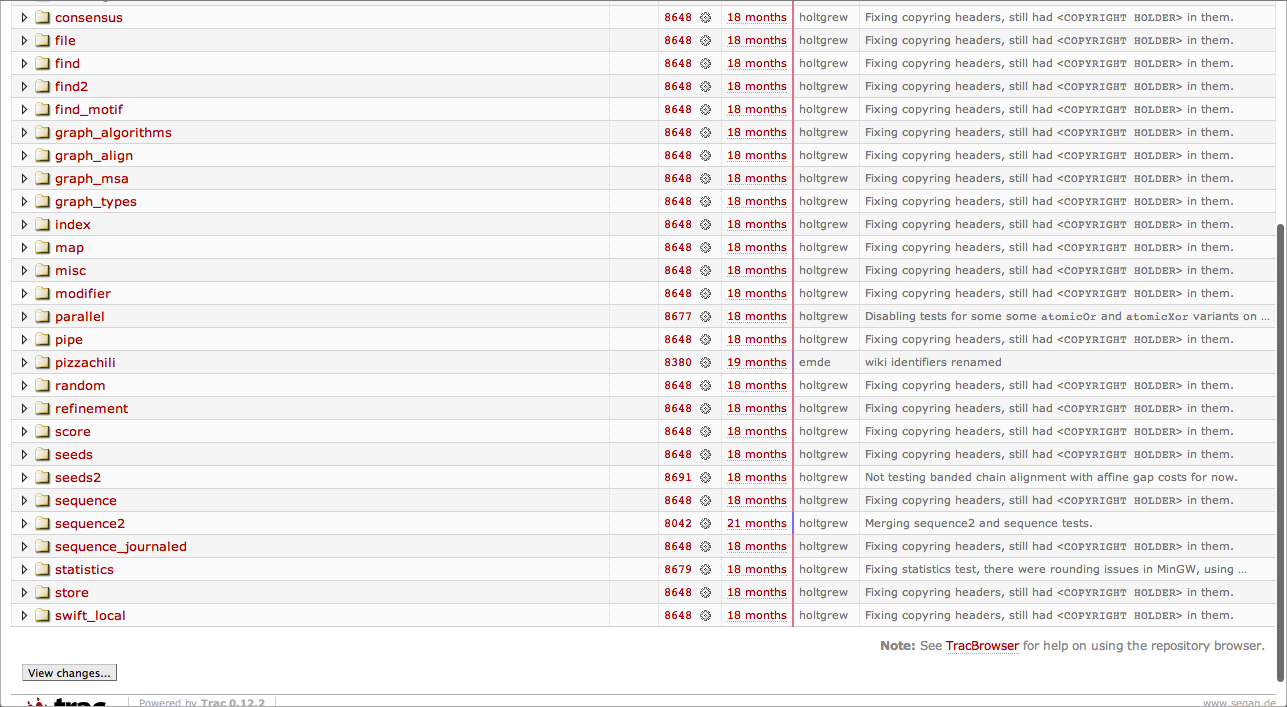 consensus 8648 18 months holtgrew Fixing copyring headers, still had <COPYRIGHT HOLDER> in them.
file 8648 18 months holtgrew Fixing copyring headers, still had <COPYRIGHT HOLDER> in them.
find 8648 18 months holtgrew Fixing copyring headers, still had <COPYRIGHT HOLDER> in them.
find2 8648 18 months holtgrew Fixing copyring headers, still had <COPYRIGHT HOLDER> in them.
find_motif 8648 18 months holtgrew Fixing copyring headers, still had <COPYRIGHT HOLDER> in them.
graph_algorithms 8648 18 months holtgrew Fixing copyring headers, still had <COPYRIGHT HOLDER> in them.
graph_align 8648 18 months holtgrew Fixing copyring headers, still had <COPYRIGHT HOLDER> in them.
graph_msa 8648 18 months holtgrew Fixing copyring headers, still had <COPYRIGHT HOLDER> in them.
graph_types 8648 18 months holtgrew Fixing copyring headers, still had <COPYRIGHT HOLDER> in them.
index 8648 18 months holtgrew Fixing copyring headers, still had <COPYRIGHT HOLDER> in them.
map 8648 18 months holtgrew Fixing copyring headers, still had <COPYRIGHT HOLDER> in them.
misc 8648 18 months holtgrew Fixing copyring headers, still had <COPYRIGHT HOLDER> in them.
modifier 8648 18 months holtgrew Fixing copyring headers, still had <COPYRIGHT HOLDER> in them.
parallel 8677 18 months holtgrew Disabling tests for some some atomicOr and atomicXor variants on …
pipe 8648 18 months holtgrew Fixing copyring headers, still had <COPYRIGHT HOLDER> in them.
pizzachili 8380 19 months emde wiki identifiers renamed
random 8648 18 months holtgrew Fixing copyring headers, still had <COPYRIGHT HOLDER> in them.
refinement 8648 18 months holtgrew Fixing copyring headers, still had <COPYRIGHT HOLDER> in them.
score 8648 18 months holtgrew Fixing copyring headers, still had <COPYRIGHT HOLDER> in them.
seeds 8648 18 months holtgrew Fixing copyring headers, still had <COPYRIGHT HOLDER> in them.
seeds2 8691 18 months holtgrew Not testing banded chain alignment with affine gap costs for now.
sequence 8648 18 months holtgrew Fixing copyring headers, still had <COPYRIGHT HOLDER> in them.
sequence2 8042 21 months holtgrew Merging sequence2 and sequence tests.
sequence_journaled 8648 18 months holtgrew Fixing copyring headers, still had <COPYRIGHT HOLDER> in them.
statistics 8679 18 months holtgrew Fixing statistics test, there were rounding issues in MinGW, using …
store 8648 18 months holtgrew Fixing copyring headers, still had <COPYRIGHT HOLDER> in them.
swift_local 8648 18 months holtgrew Fixing copyring headers, still had <COPYRIGHT HOLDER> in them.
Note: See TracBrowser for help on using the repository browser.
View changes...
trac Powered by Trac 0.12.2 www.seqan.de